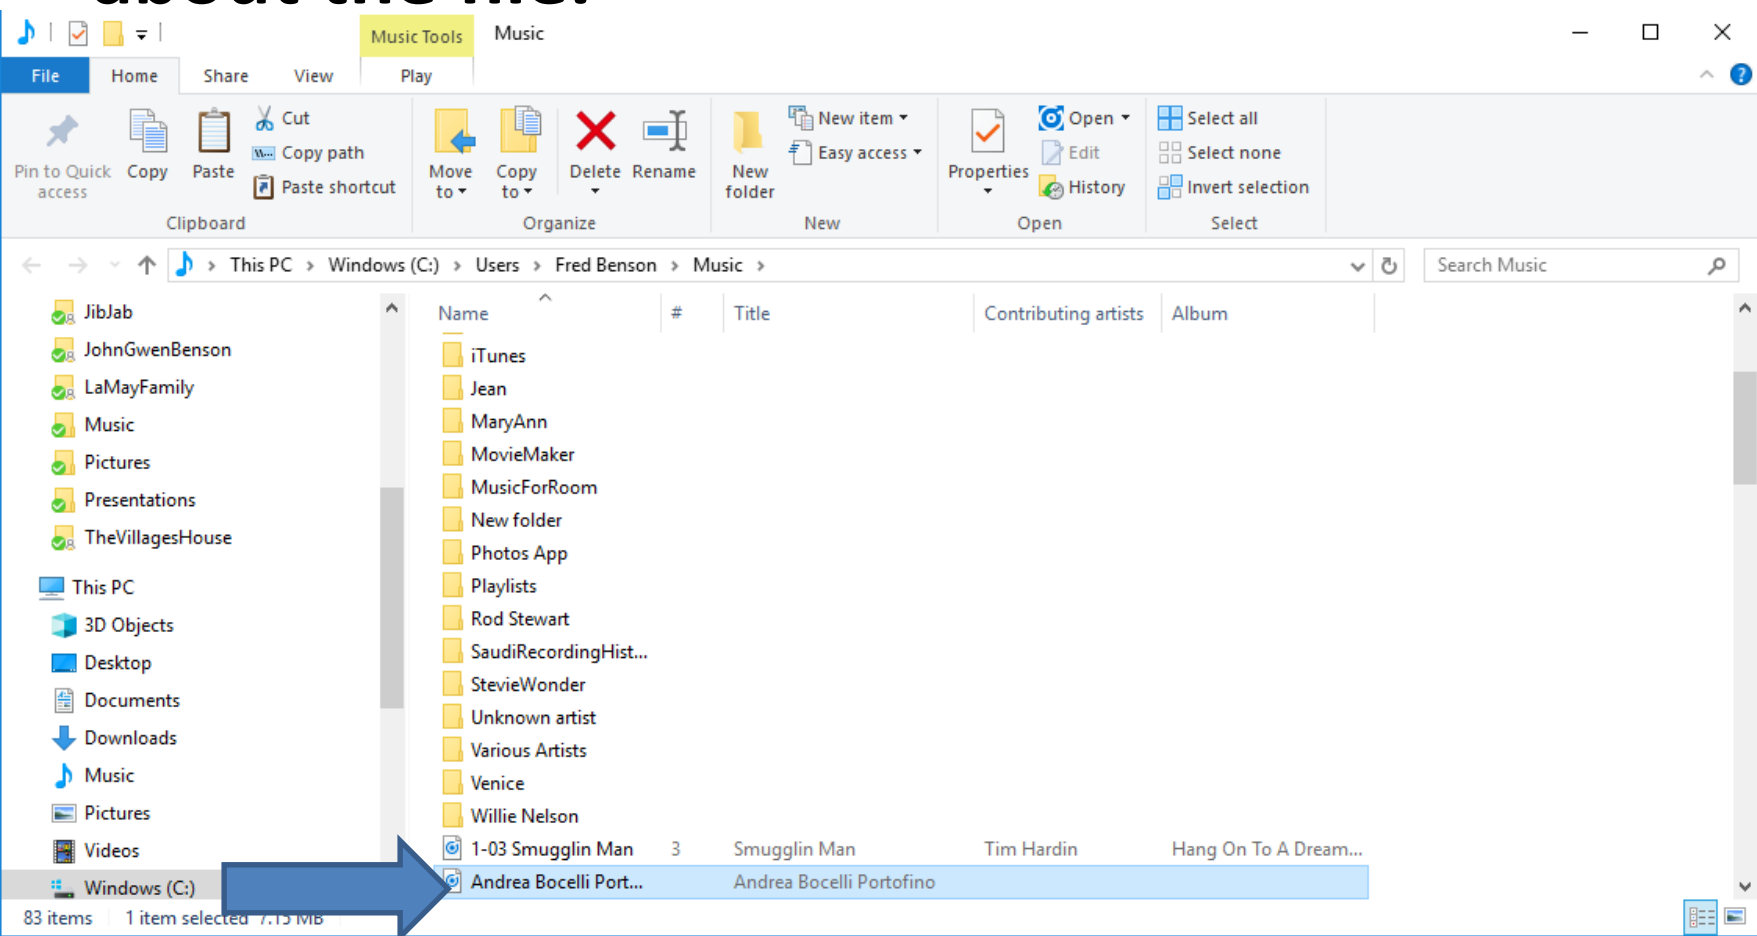 about the file.
Music Tools Music
File Home Share View Play
Pin to Quick access
Copy
Paste
Cut
Copy path
Paste shortcut
Clipboard
Move to
Copy to
Delete
Rename
Organize
New folder
New item
Easy access
New
Properties
Open
Edit
History
Open
Select all
Select none
Invert selection
Select
This PC > Windows (C:) > Users > Fred Benson > Music >
Search Music
JibJab
JohnGwenBenson
LaMayFamily
Music
Pictures
Presentations
TheVillagesHouse
This PC
3D Objects
Desktop
Documents
Downloads
Music
Pictures
Videos
Windows (C:)
Name # Title Contributing artists Album
iTunes
Jean
MaryAnn
MovieMaker
MusicForRoom
New folder
Photos App
Playlists
Rod Stewart
SaudiRecordingHist...
StevieWonder
Unknown artist
Various Artists
Venice
Willie Nelson
1-03 Smugglin Man 3 Smugglin Man Tim Hardin Hang On To A Dream...
Andrea Bocelli Port... Andrea Bocelli Portofino
83 items 1 item selected 7.15 MB